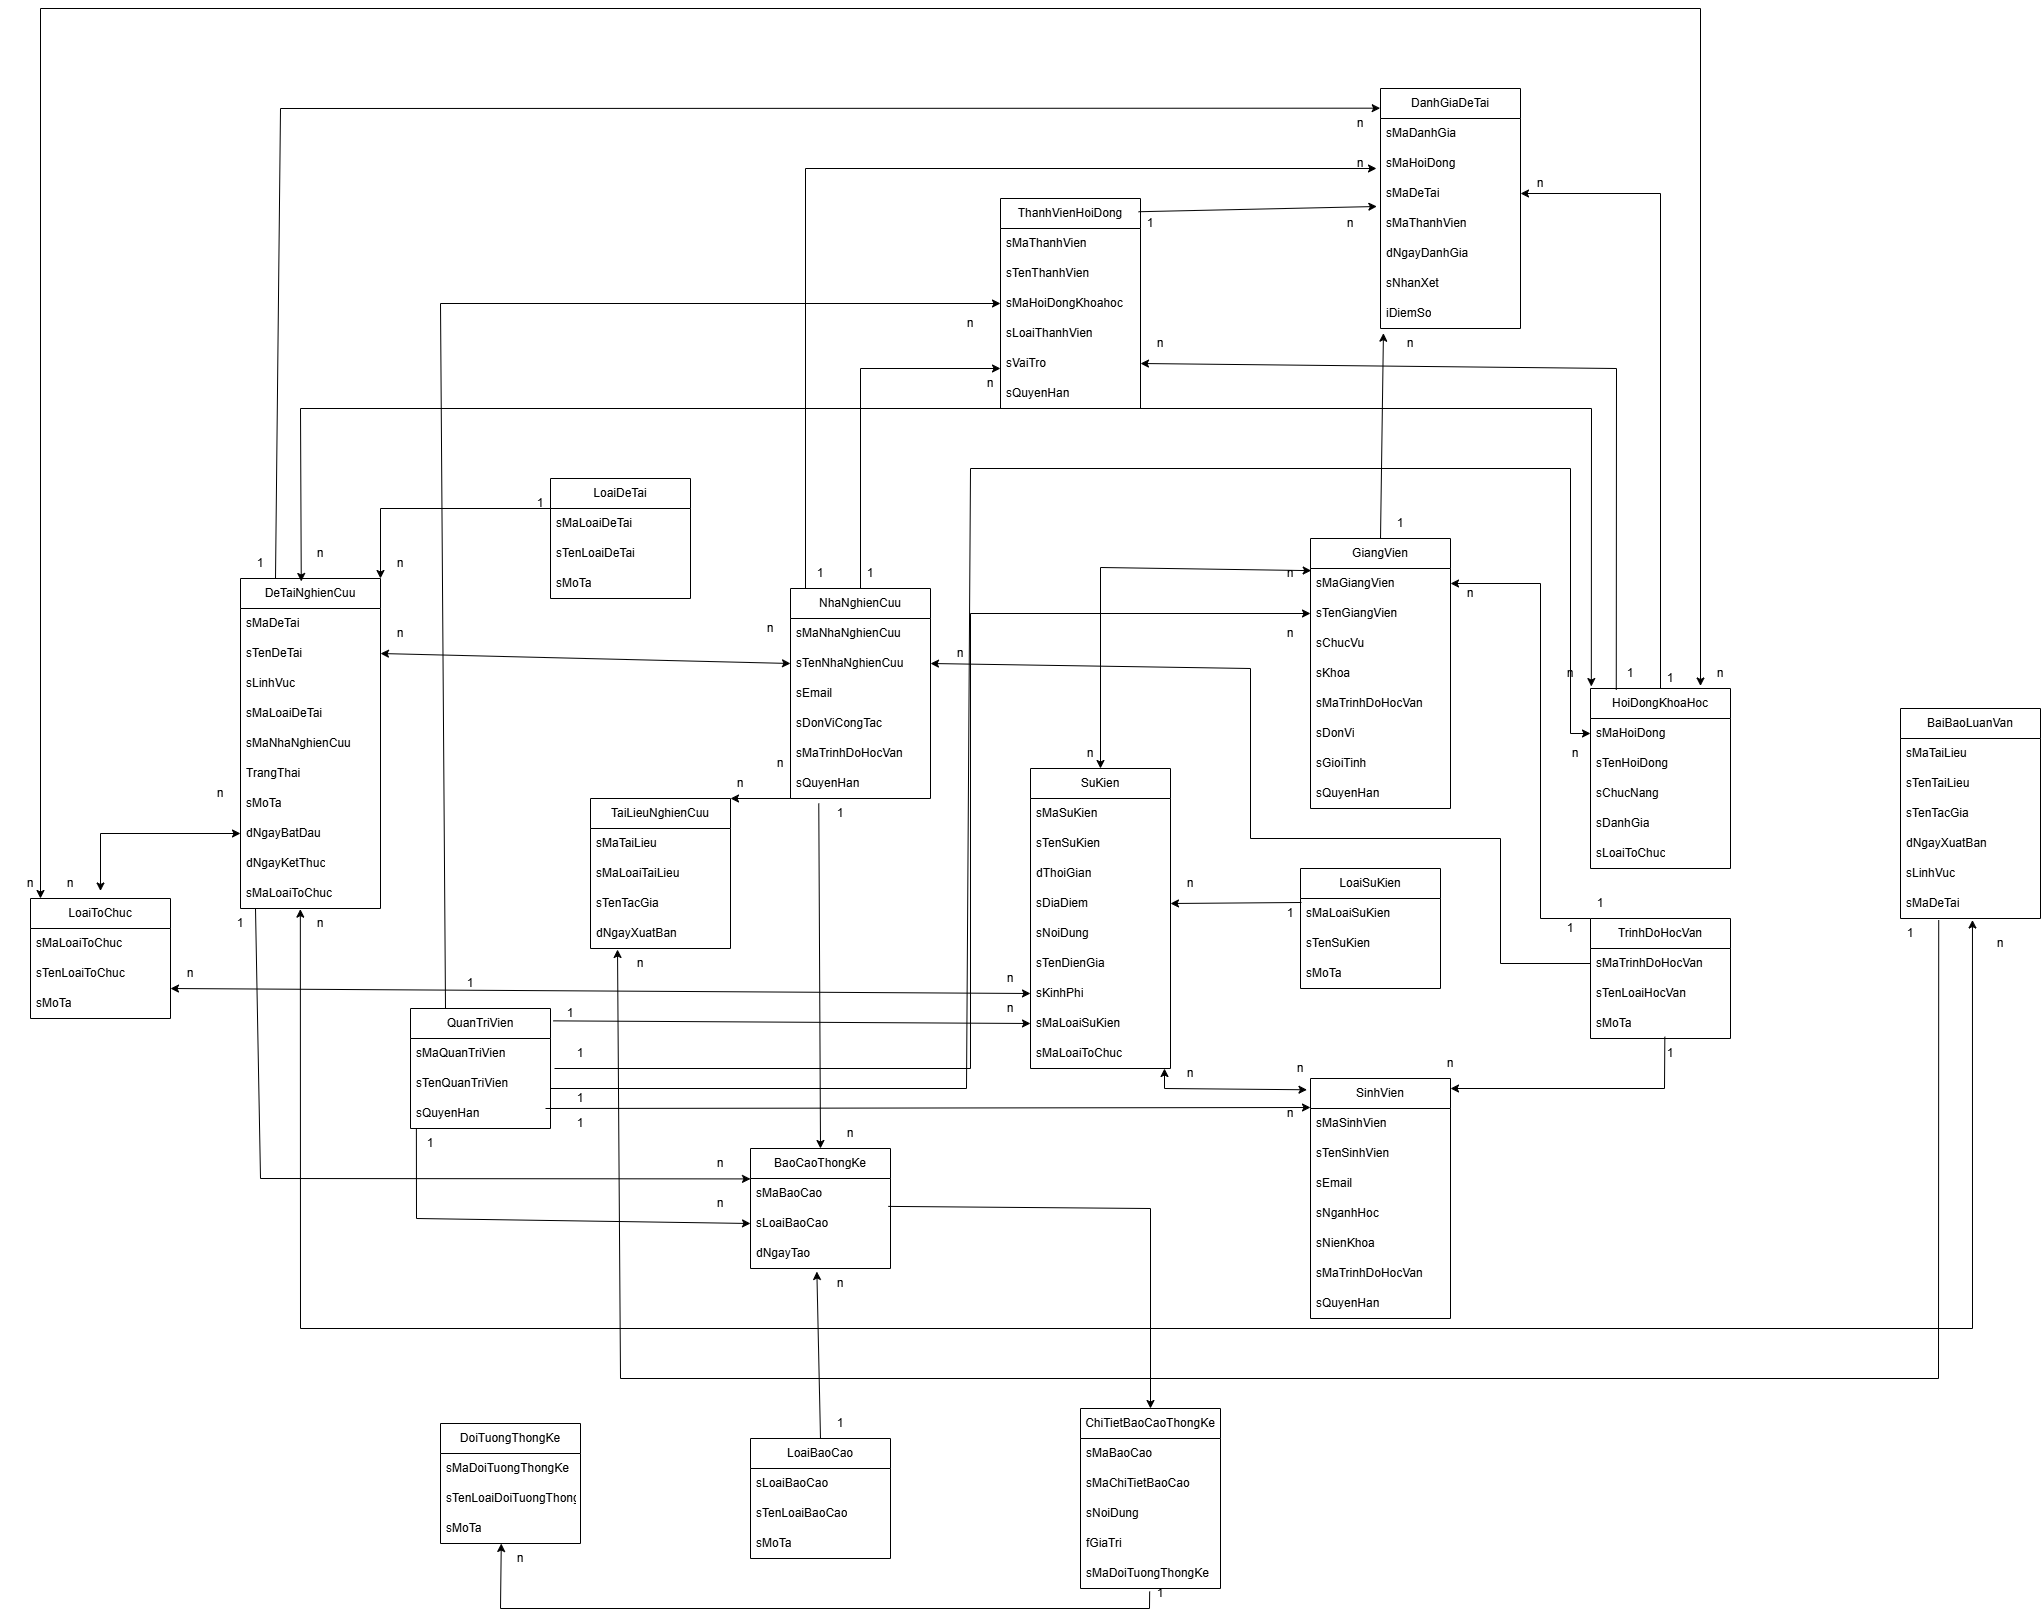 DanhGiaDeTai
sMaDanhGia
sMaHoiDong
sMaDeTai
sMaThanhVien
dNgayDanhGia
sNhanXet
iDiemSo
n
n
n
n
1
n
ThanhVienHoiDong
sMaThanhVien
sTenThanhVien
sMaHoiDongKhoahoc
sLoaiThanhVien
sVaiTro
sQuyenHan
n
n
n
LoaiDeTai
sMaLoaiDeTai
sTenLoaiDeTai
sMoTa
1
1
n
n
DeTaiNghienCuu
sMaDeTai
sTenDeTai
sLinhVuc
sMaLoaiDeTai
sMaNhaNghienCuu
TrangThai
sMoTa
dNgayBatDau
dNgayKetThuc
sMaLoaiToChuc
n
n
1
n
1
1
NhaNghienCuu
sMaNhaNghienCuu
sTenNhaNghienCuu
sEmail
sDonViCongTac
sMaTrinhDoHocVan
sQuyenHan
n
n
n
n
1
1
GiangVien
sMaGiangVien
sTenGiangVien
sChucVu
sKhoa
sMaTrinhDoHocVan
sDonVi
sGioiTinh
sQuyenHan
n
n
n
n
1
1
n
HoiDongKhoaHoc
sMaHoiDong
sTenHoiDong
sChucNang
sDanhGia
sLoaiToChuc
n
BaiBaoLuanVan
sMaTaiLieu
sTenTaiLieu
sTenTacGia
dNgayXuatBan
sLinhVuc
sMaDeTai
1
n
TaiLieuNghienCuu
sMaTaiLieu
sMaLoaiTaiLieu
sTenTacGia
dNgayXuatBan
n
n
SuKien
sMaSuKien
sTenSuKien
dThoiGian
sDiaDiem
sNoiDung
sTenDienGia
sKinhPhi
sMaLoaiSuKien
sMaLoaiToChuc
n
n
n
n
LoaiSuKien
sMaLoaiSuKien
sTenSuKien
sMoTa
1
1
1
TrinhDoHocVan
sMaTrinhDoHocVan
sTenLoaiHocVan
sMoTa
1
n
n
LoaiToChuc
sMaLoaiToChuc
sTenLoaiToChuc
sMoTa
n
1
QuanTriVien
sMaQuanTriVien
sTenQuanTriVien
sQuyenHan
1
1
1
1
1
n
n
n
SinhVien
sMaSinhVien
sTenSinhVien
sEmail
sNganhHoc
sNienKhoa
sMaTrinhDoHocVan
sQuyenHan
n
n
n
BaoCaoThongKe
sMaBaoCao
sLoaiBaoCao
dNgayTao
n
1
DoiTuongThongKe
sMaDoiTuongThongKe
sTenLoaiDoiTuongThong
sMoTa
n
LoaiBaoCao
sLoaiBaoCao
sTenLoaiBaoCao
sMoTa
ChiTietBaoCaoThongKe
sMaBaoCao
sMaChiTietBaoCao
sNoiDung
fGiaTri
sMaDoiTuongThongKe
1